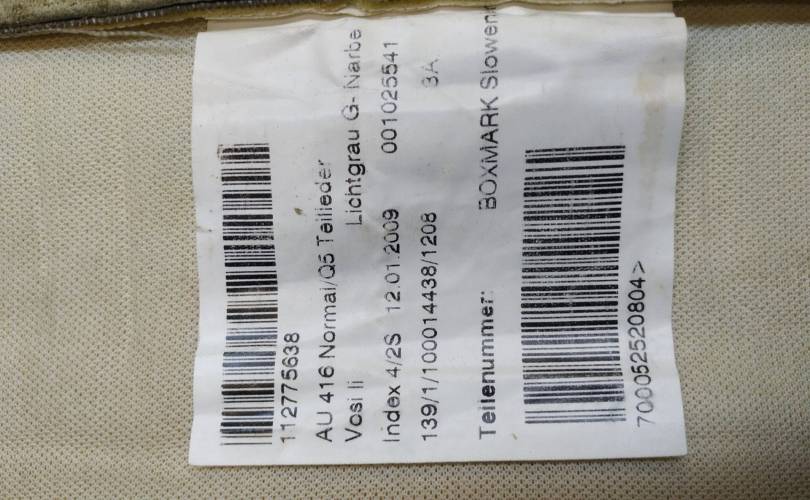 112775638
AU 416 Normal/Q5 Teilleder
Vosi li Lichtgrau G- Narbe
Index 4/2S 12.01.2009 001025541
139/1/100014438/1208 3A
Teilenummer: BOXMARK Slowen
700052520804>